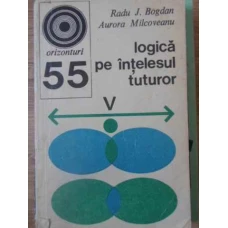 Radu J. Bogdan
Aurora Milcoveanu
orizonturi
55
logică
pe înțelesul
tuturor
V